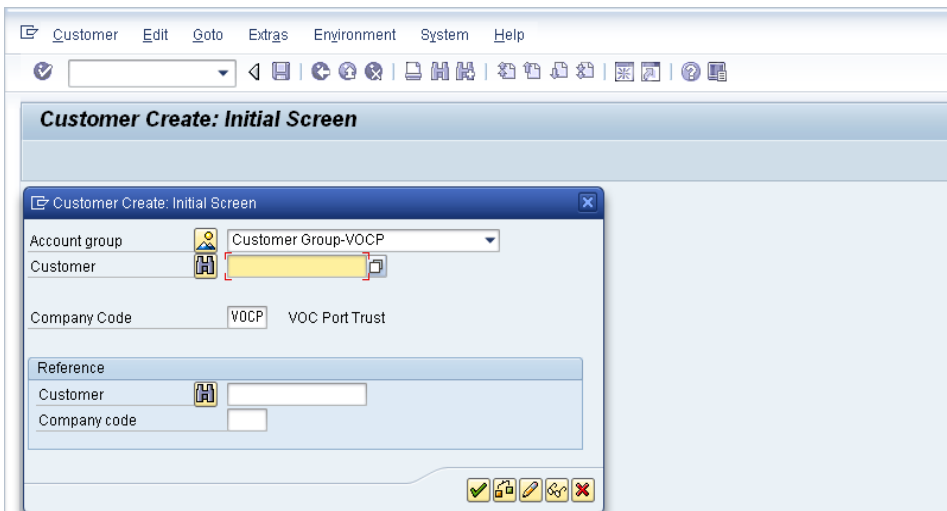 Customer Edit Goto Extras Environment System Help
Customer Create: Initial Screen
Customer Create: Initial Screen
Account group Customer Group-VOCP
Customer
Company Code VOCP VOC Port Trust
Reference
Customer
Company code